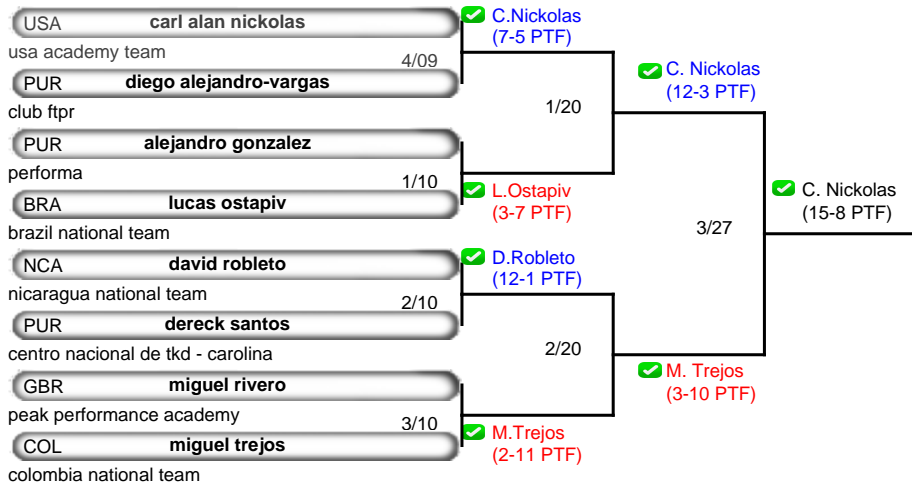 USA carl alan nickolas
usa academy team
4/09
PUR diego alejandro-vargas
club ftpr
PUR alejandro gonzalez
performa
1/10
BRA lucas ostapiv
brazil national team
NCA david robleto
nicaragua national team
2/10
PUR dereck santos
centro nacional de tkd - carolina
GBR miguel rivero
peak performance academy
3/10
COL miguel trejos
colombia national team
C.Nickolas
(7-5 PTF)
1/20
L.Ostapiv
(3-7 PTF)
D.Robleto
(12-1 PTF)
2/20
M.Trejos
(2-11 PTF)
C. Nickolas
(12-3 PTF)
3/27
M. Trejos
(3-10 PTF)
C. Nickolas
(15-8 PTF)